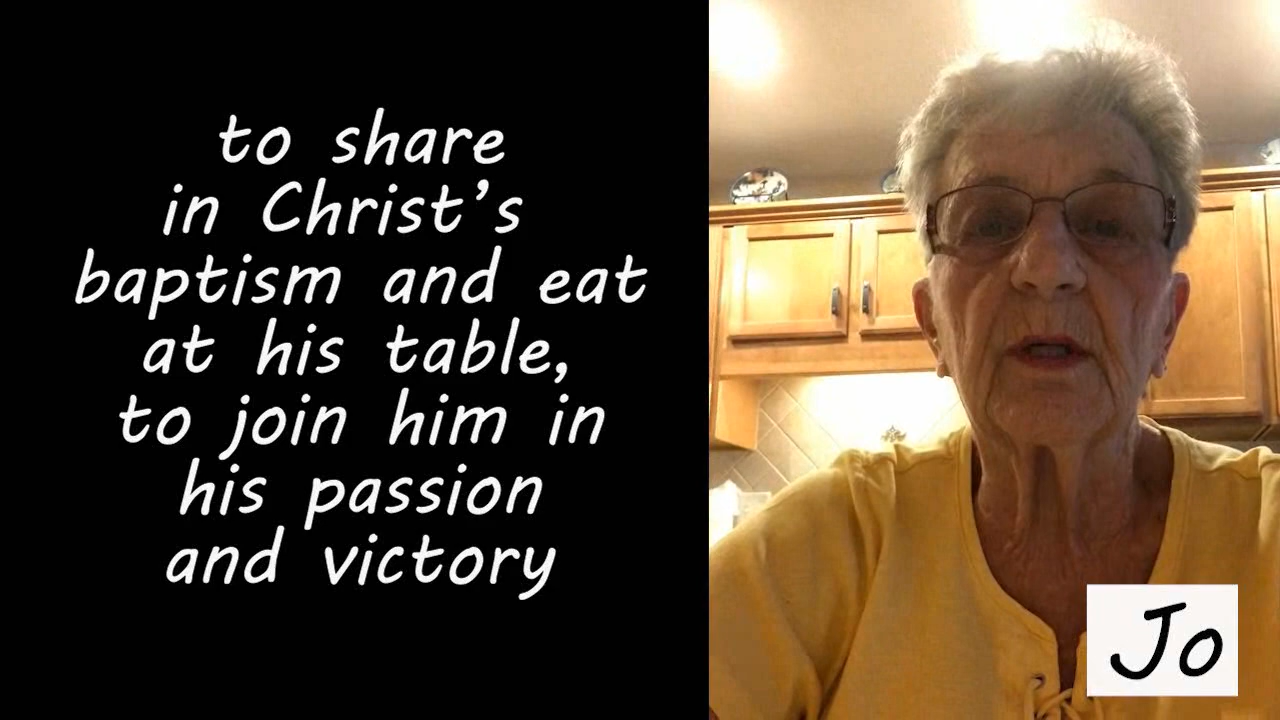 to share
in Christ’s
baptism and eat
at his table,
to join him in
his passion
and victory
Jo